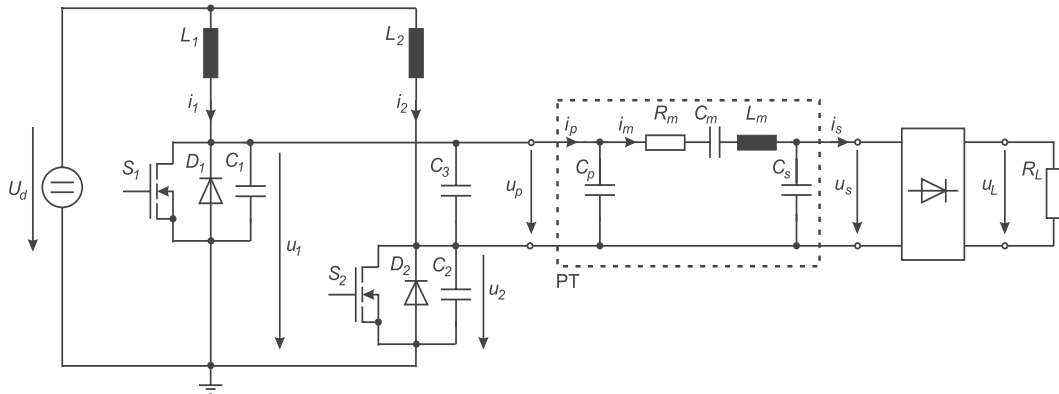 L1
L2
i1
i2
ip
im
Rm
Cm
Lm
is
S1
D1
C1
C3
Ud
up
Cp
Cs
us
uL
RL
u1
S2
D2
C2
u2
PT